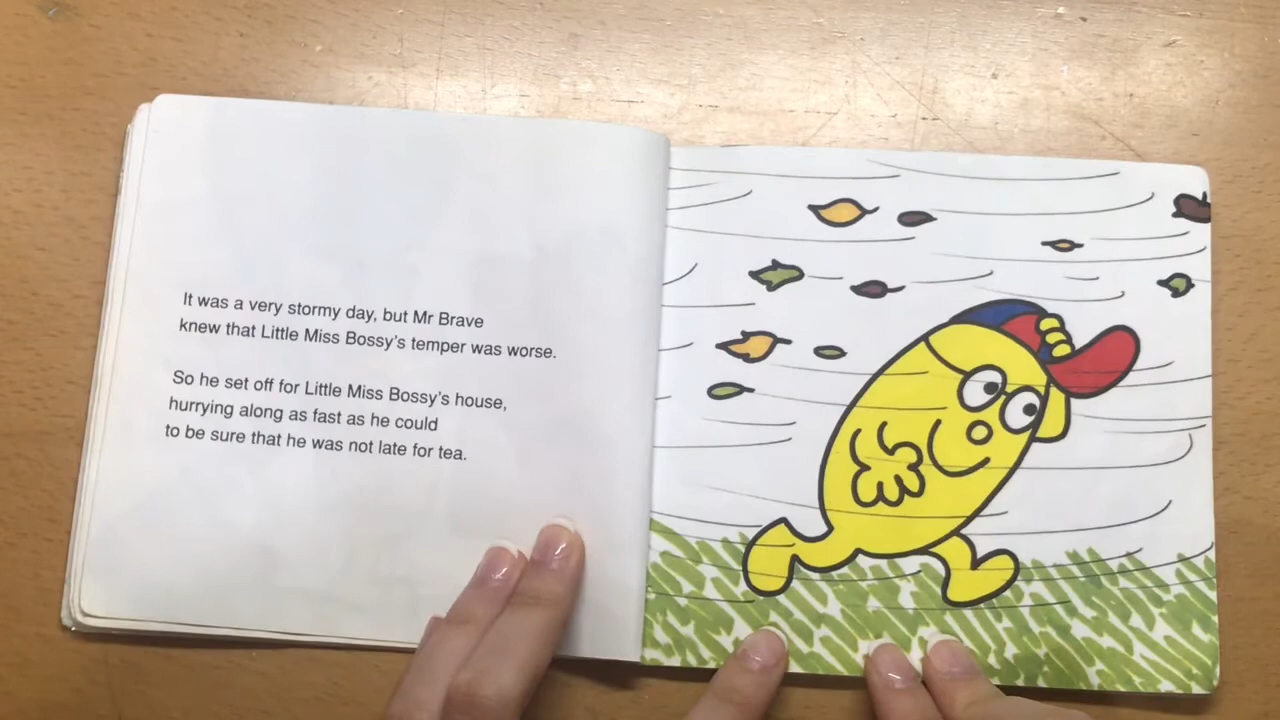 It was a very stormy day, but Mr Brave
knew that Little Miss Bossy's temper was worse.
So he set off for Little Miss Bossy's house,
hurrying along as fast as he could
to be sure that he was not late for tea.